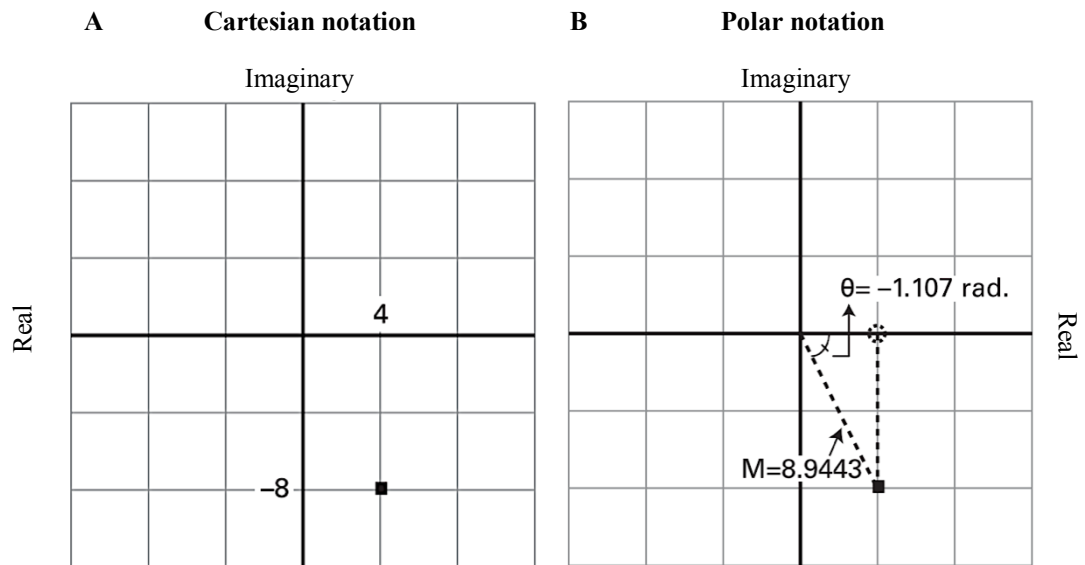 A Cartesian notation
Imaginary
Real
4
−8
B Polar notation
Imaginary
θ= −1.107 rad.
M=8.9443
Real